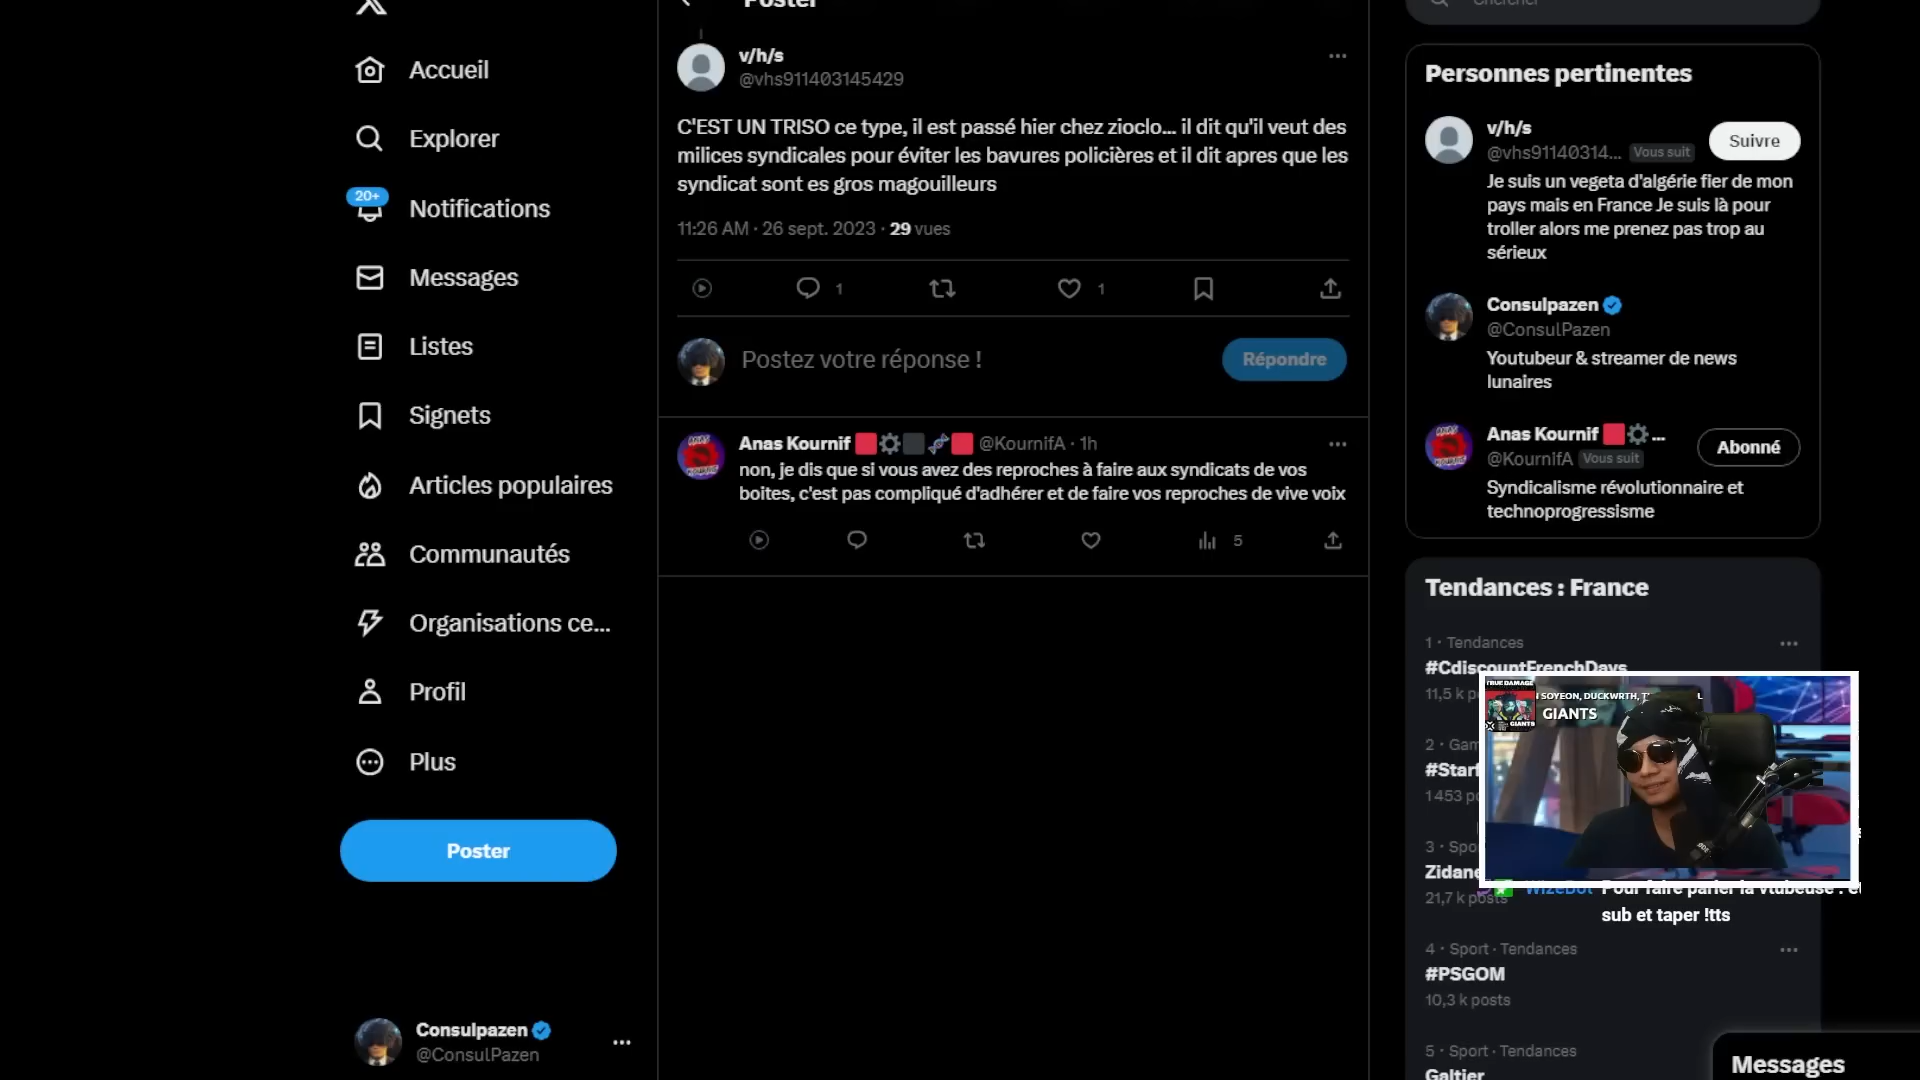 Poster
Accueil
Explorer
20+
Notifications
Messages
Listes
Signets
Articles populaires
Communautés
Organisations ce...
Profil
Plus
Poster
Consulpazen
@ConsulPazen
v/h/s
@vhs911403145429
C'EST UN TRISO ce type, il est passé hier chez zioclo... il dit qu'il veut des
milices syndicales pour éviter les bavures policières et il dit apres que les
syndicat sont es gros magouilleurs
11:26 AM · 26 sept. 2023 · 29 vues
1 1
Postez votre réponse !
Répondre
Anas Kournif @KournifA · 1h
non, je dis que si vous avez des reproches à faire aux syndicats de vos
boites, c'est pas compliqué d'adhérer et de faire vos reproches de vive voix
5
Chercher
Personnes pertinentes
v/h/s
@vhs91140314... Vous suit
Suivre
Je suis un vegeta d'algérie fier de mon
pays mais en France Je suis là pour
troller alors me prenez pas trop au
sérieux
Consulpazen
@ConsulPazen
Youtubeur & streamer de news
lunaires
Anas Kournif ...
@KournifA Vous suit
Abonné
Syndicalisme révolutionnaire et
technoprogressisme
Tendances : France
1 · Tendances
#CdiscountFrenchDays
11,5 k
2 ·
1 453
3 ·
Zidane
21,7 k posts
TRUE DAMAGE
GIANTS
SOYEON, DUCKWRTH,
GIANTS
WizeBot Pour faire parler la vtubeuse :
sub et taper !tts
4 · Sport · Tendances
#PSGOM
10,3 k posts
5 · Sport · Tendances
Galtier
Messages